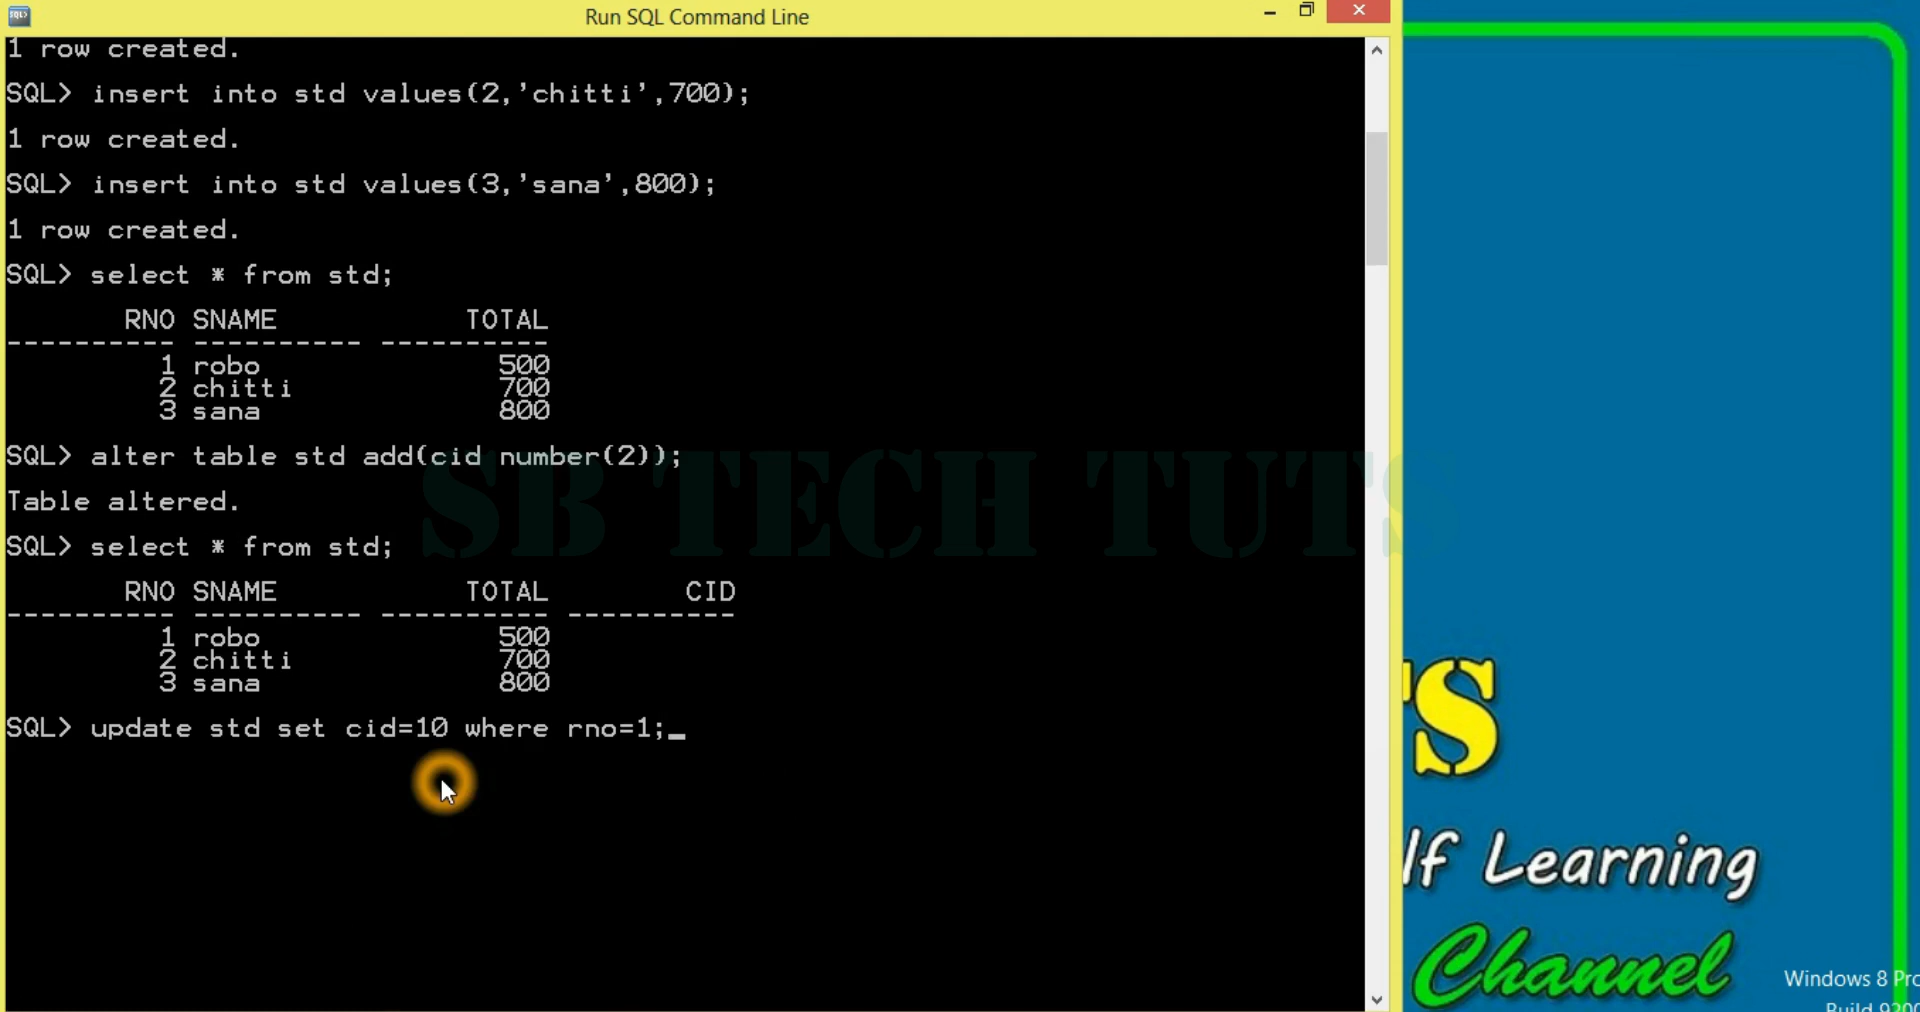 Run SQL Command Line
1 row created.
SQL> insert into std values(2,'chitti',700);
1 row created.
SQL> insert into std values(3,'sana',800);
1 row created.
SQL> select * from std;
RNO SNAME TOTAL
---------- ---------- ----------
1 robo 500
2 chitti 700
3 sana 800
SQL> alter table std add(cid number(2));
Table altered.
SQL> select * from std;
RNO SNAME TOTAL CID
---------- ---------- ---------- ----------
1 robo 500
2 chitti 700
3 sana 800
SQL> update std set cid=10 where rno=1;_
SB TECH TUTS
S
lf Learning
Channel
Windows 8 Pro
Build 9200